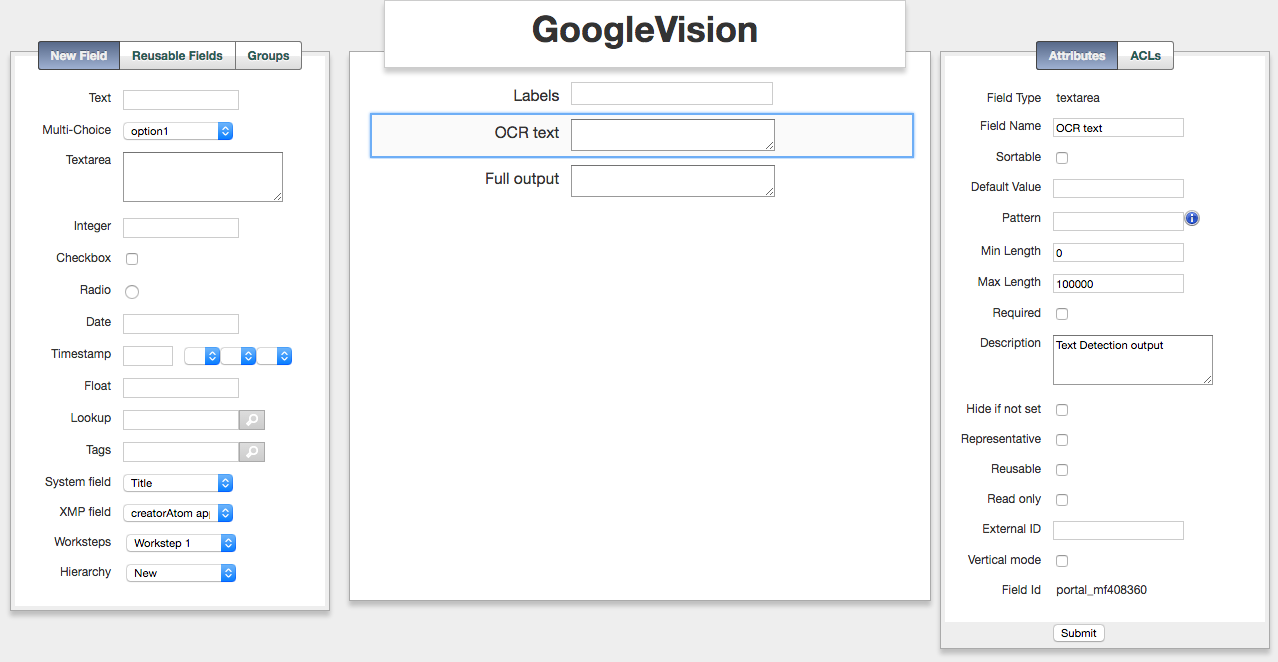 GoogleVision
New Field Reusable Fields Groups
Text
Multi-Choice option1
Textarea
Integer
Checkbox
Radio
Date
Timestamp
Float
Lookup
Tags
System field Title
XMP field creatorAtom ap
Worksteps Workstep 1
Hierarchy New
Labels
OCR text
Full output
Attributes ACLs
Field Type textarea
Field Name OCR text
Sortable
Default Value
Pattern i
Min Length 0
Max Length 100000
Required
Description Text Detection output
Hide if not set
Representative
Reusable
Read only
External ID
Vertical mode
Field Id portal_mf408360
Submit